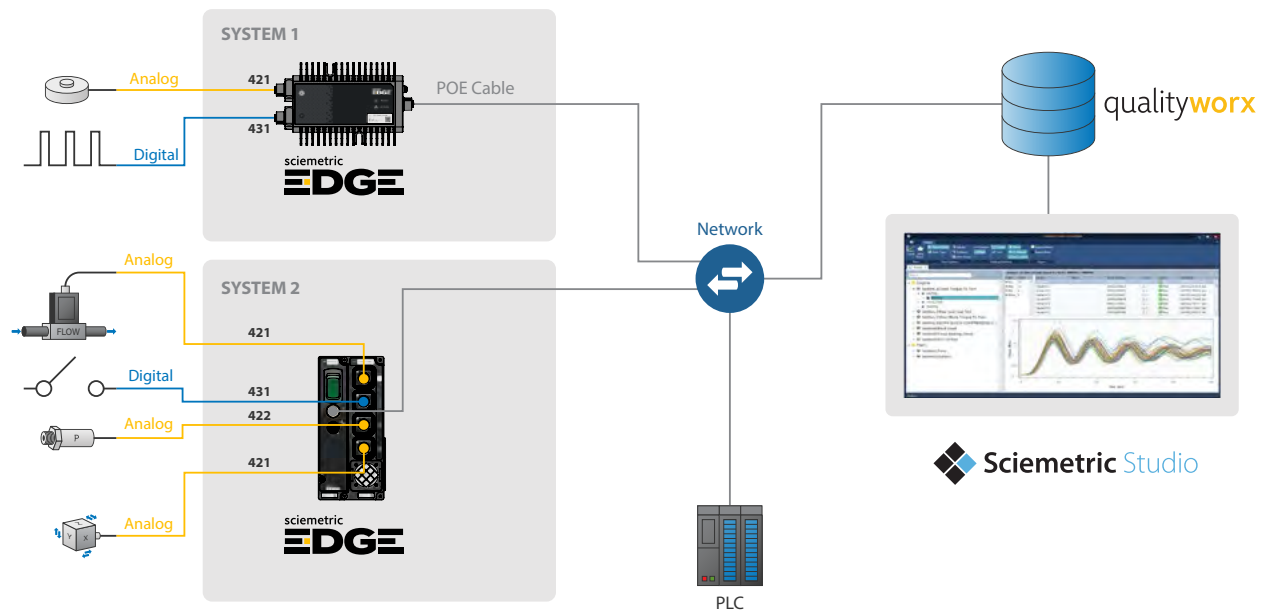 SYSTEM 1
Analog
421
POE Cable
EDGE
431
Digital
sciemetric
EDGE
qualityworx
Network
Analog
SYSTEM 2
FLOW
421
Digital
431
422
Analog
P
421
Analog
Z
Y X
sciemetric
EDGE
PLC
Sciemetric Studio